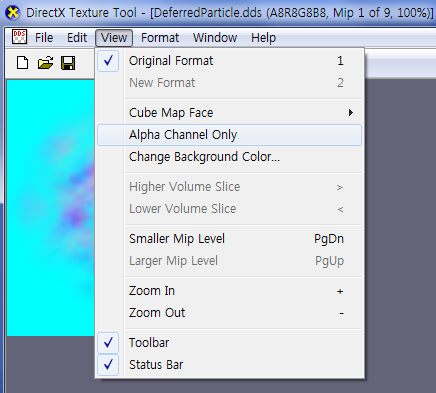 DirectX Texture Tool - [DeferredParticle.dds (A8R8G8B8, Mip 1 of 9, 100%)]
DDS File Edit View Format Window Help
Original Format 1
New Format 2
Cube Map Face
Alpha Channel Only
Change Background Color...
Higher Volume Slice >
Lower Volume Slice <
Smaller Mip Level PgDn
Larger Mip Level PgUp
Zoom In +
Zoom Out -
Toolbar
Status Bar